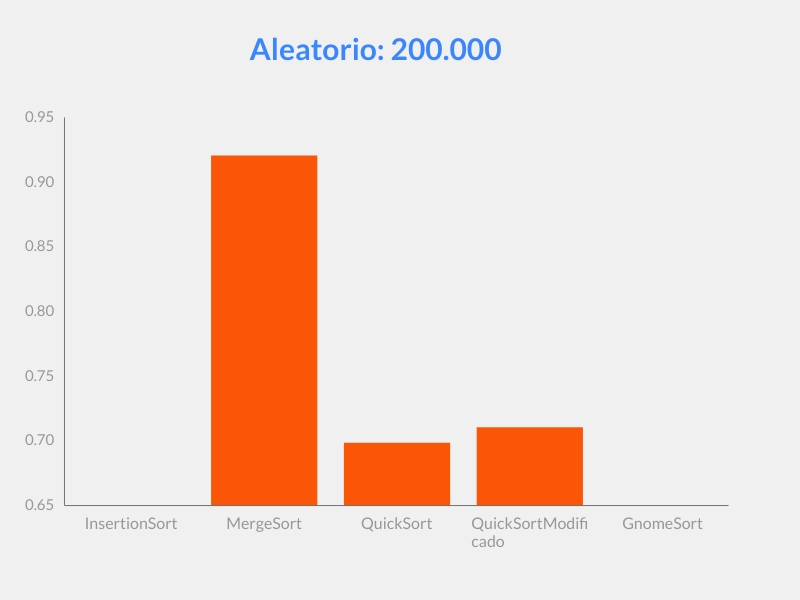 Aleatorio: 200.000
0.95
0.90
0.85
0.80
0.75
0.70
0.65
InsertionSort
MergeSort
QuickSort
QuickSortModifi
cado
GnomeSort